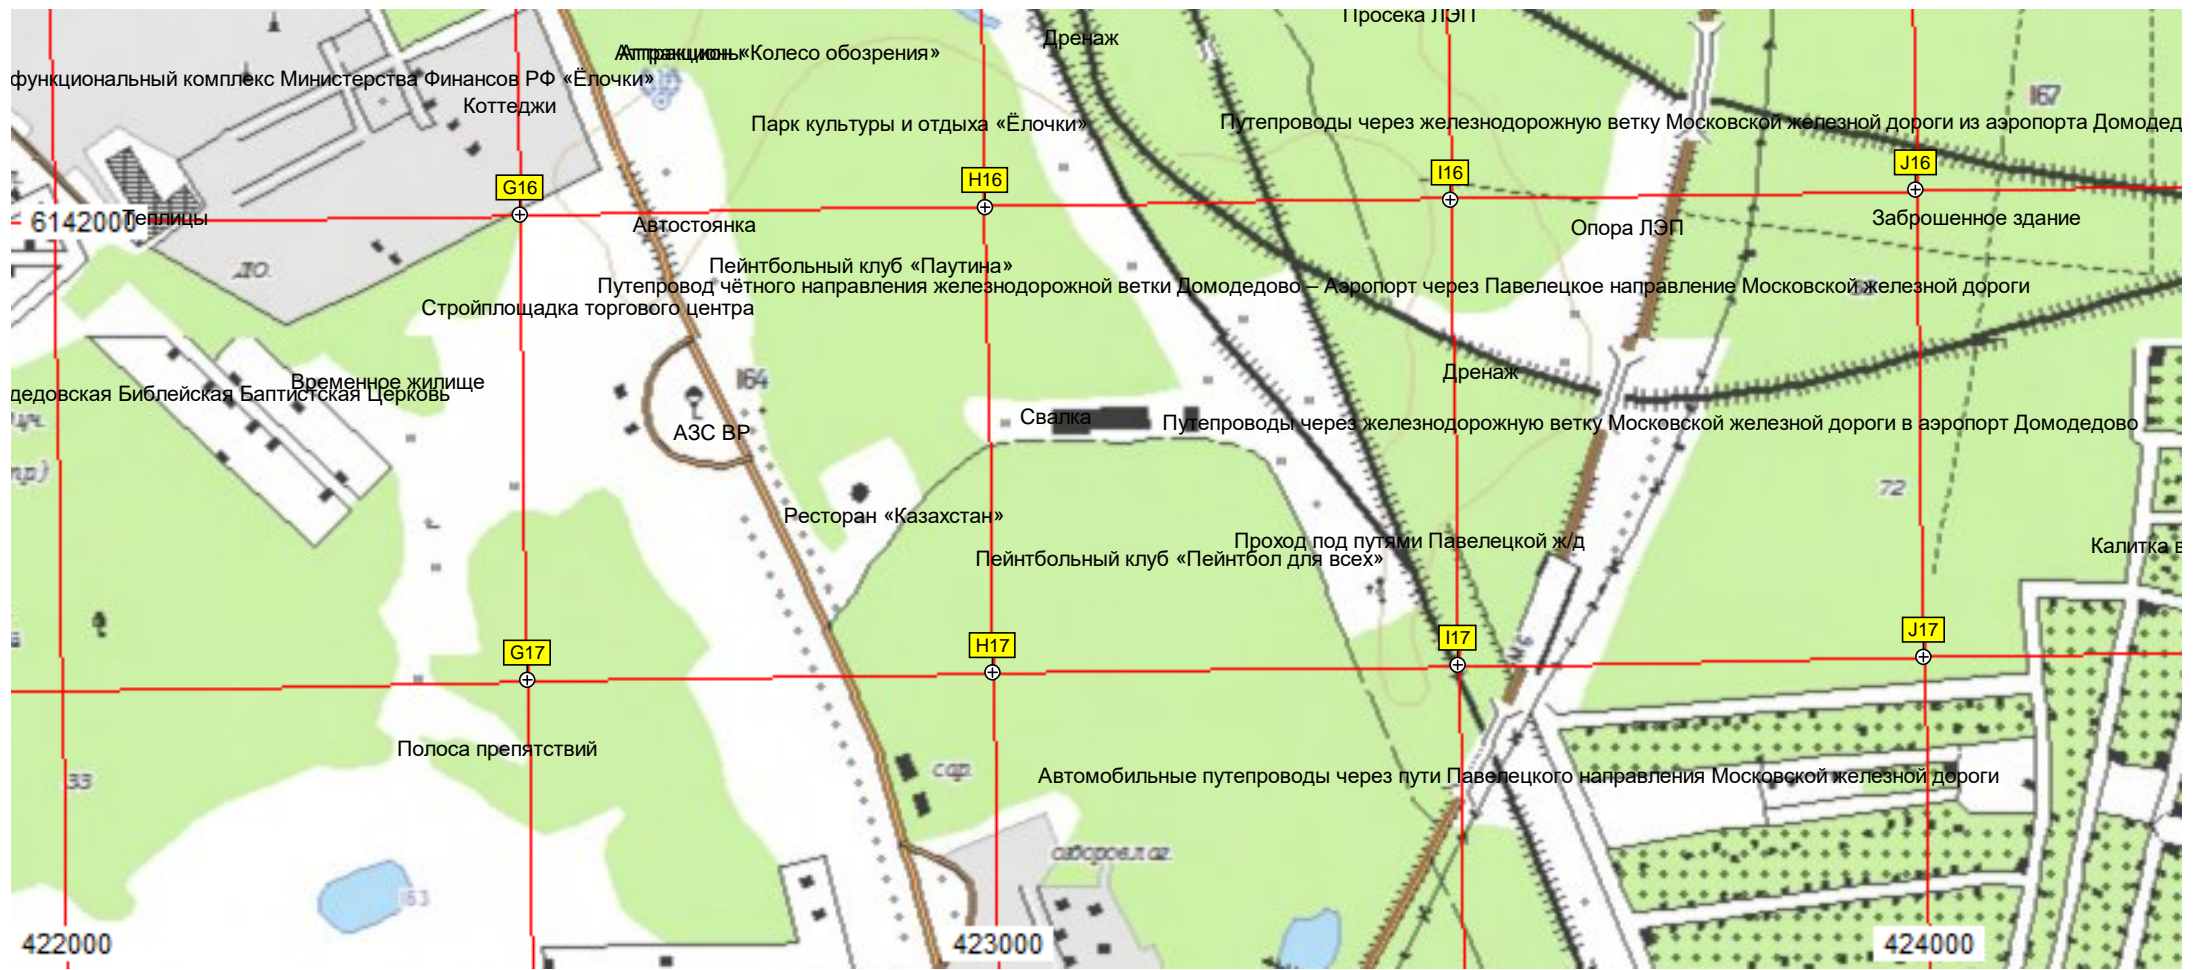 Просека ЛЭП
Дренаж
Аттракцион «Колесо обозрения»
функциональный комплекс Министерства Финансов РФ «Ёлочки»
Коттеджи
167
Парк культуры и отдыха «Ёлочки»
Путепроводы через железнодорожную ветку Московской железной дороги из аэропорта Домодед
G16
H16
I16
J16
6142000
Теплицы
Автостоянка
Опора ЛЭП
Заброшенное здание
ДО.
Пейнтбольный клуб «Паутина»
Путепровод чётного направления железнодорожной ветки Домодедово – Аэропорт через Павелецкое направление Московской железной дороги
Стройплощадка торгового центра
Дренаж
164
Временное жилище
дедовская Библейская Баптистская Церковь
Свалка
АЗС ВР
Путепроводы через железнодорожную ветку Московской железной дороги в аэропорт Домодедово
72
Ресторан «Казахстан»
Проход под путями Павелецкой ж/д
Калитка в
Пейнтбольный клуб «Пейнтбол для всех»
G17
H17
I17
J17
Полоса препятствий
33
сар.
Автомобильные путепроводы через пути Павелецкого направления Московской железной дороги
оздоров.лаг.
163
422000
423000
424000